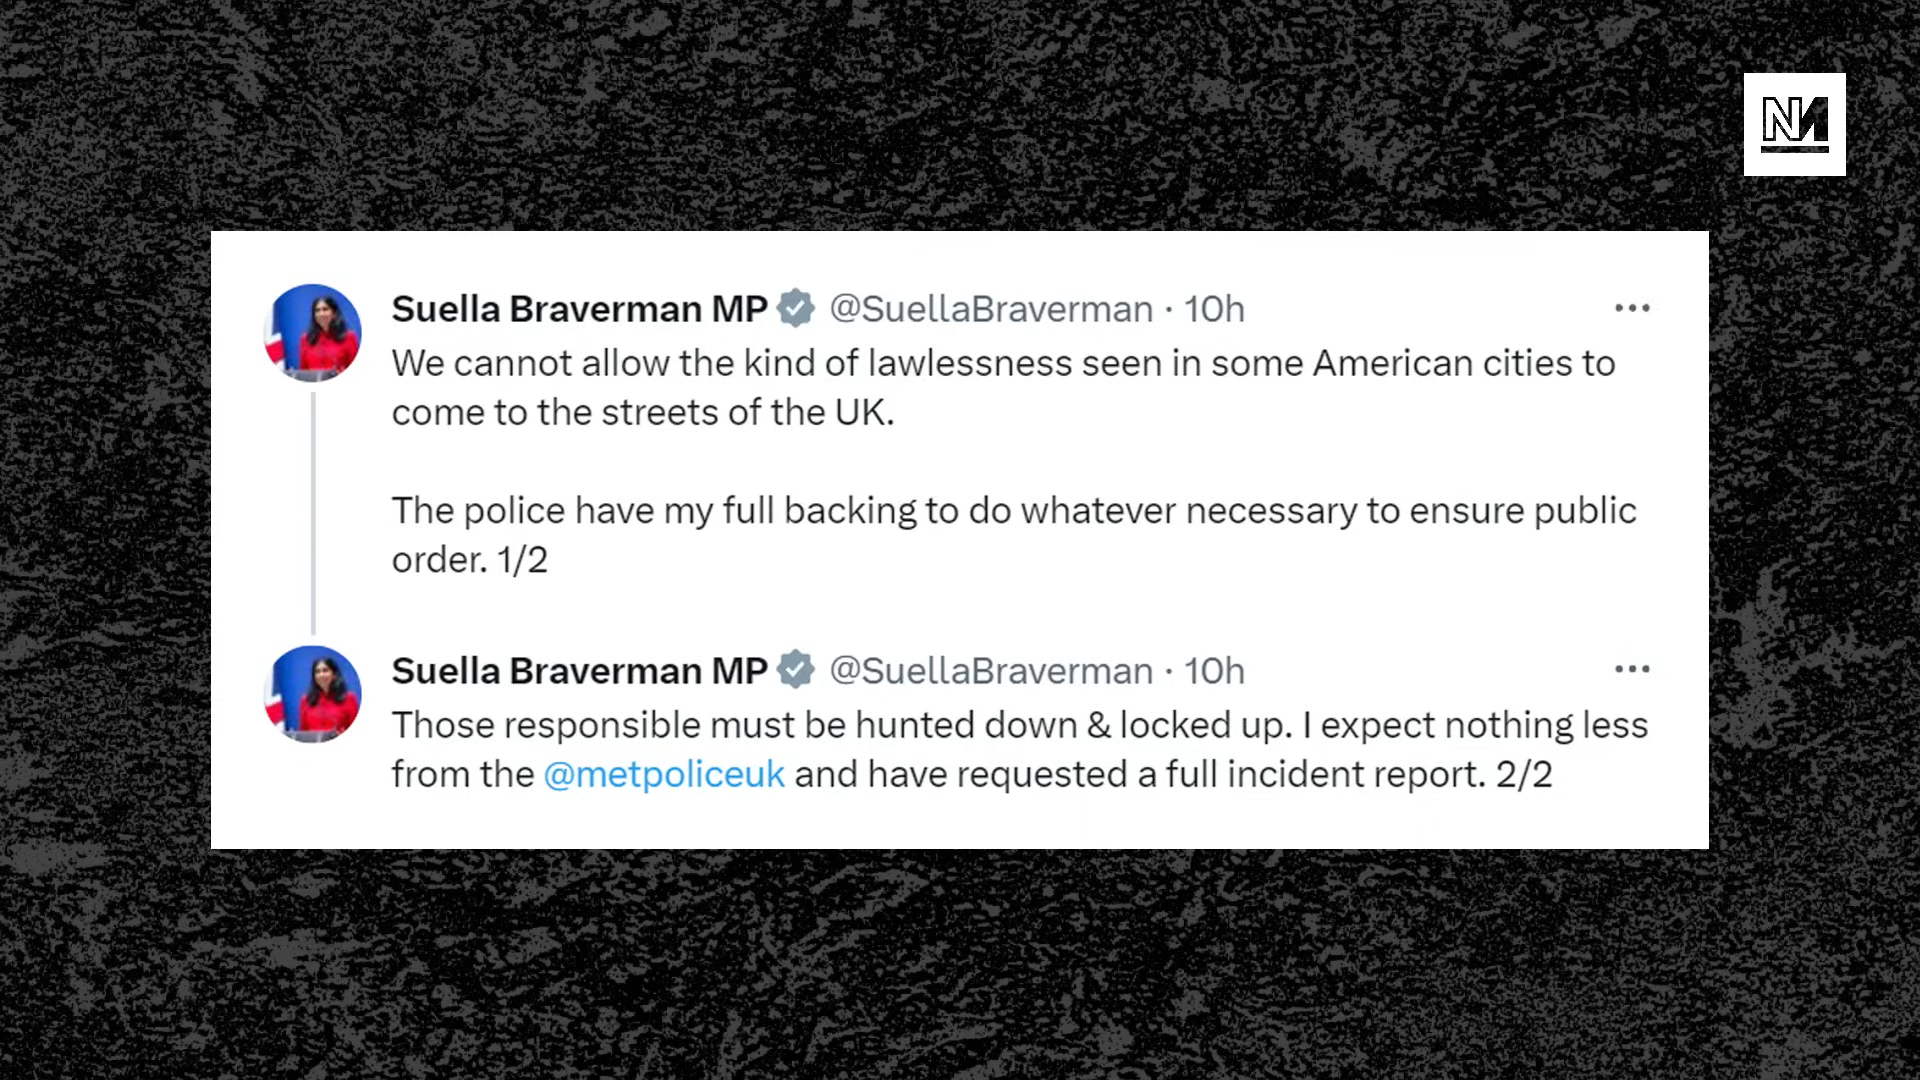 NM
Suella Braverman MP @SuellaBraverman · 10h
We cannot allow the kind of lawlessness seen in some American cities to
come to the streets of the UK.
The police have my full backing to do whatever necessary to ensure public
order. 1/2
Suella Braverman MP @SuellaBraverman · 10h
Those responsible must be hunted down & locked up. I expect nothing less
from the @metpoliceuk and have requested a full incident report. 2/2